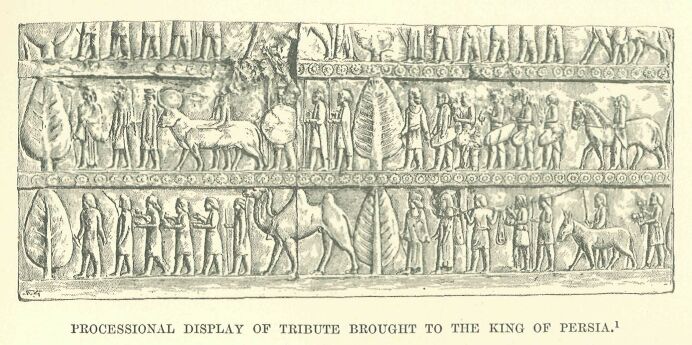 PROCESSIONAL DISPLAY OF TRIBUTE BROUGHT TO THE KING OF PERSIA.¹